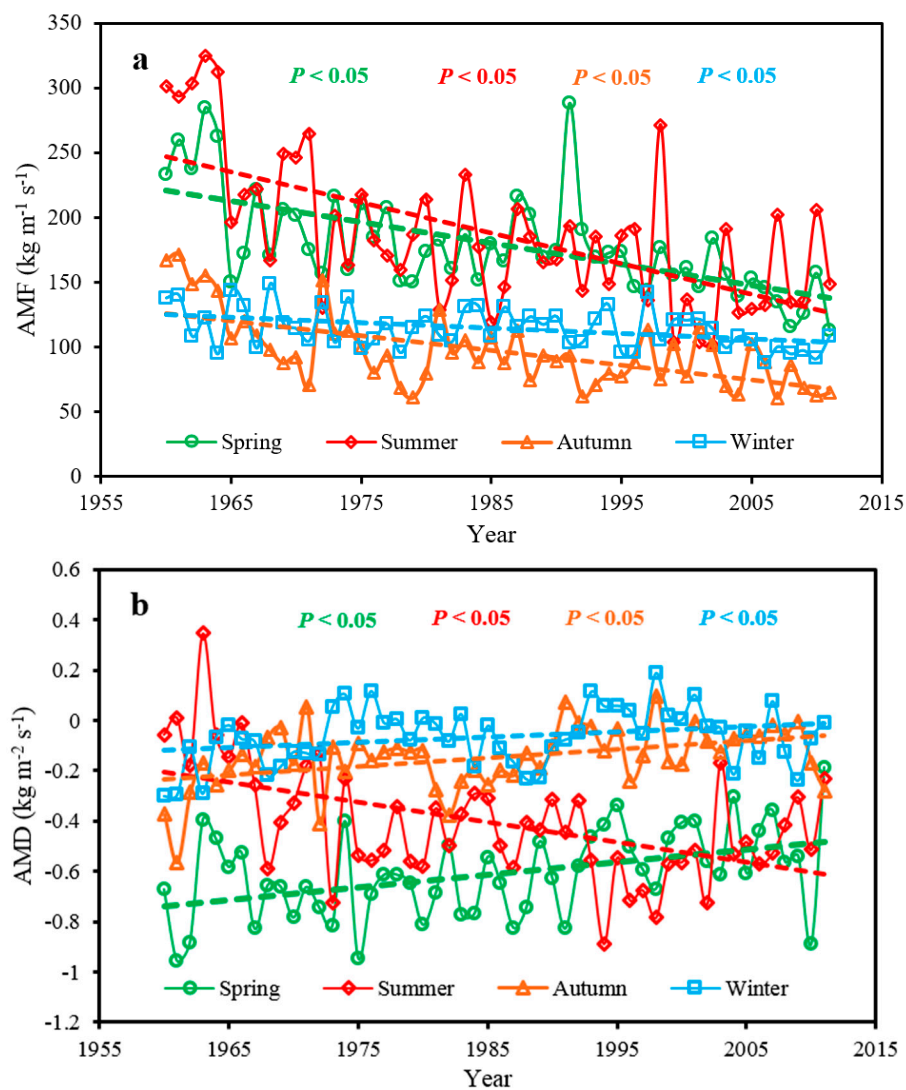 a
P < 0.05 P < 0.05 P < 0.05 P < 0.05
AMF (kg m⁻¹ s⁻¹)
350
300
250
200
150
100
50
0
Spring Summer Autumn Winter
1955 1965 1975 1985 1995 2005 2015
Year
b
P < 0.05 P < 0.05 P < 0.05 P < 0.05
AMD (kg m⁻² s⁻¹)
0.6
0.4
0.2
0
-0.2
-0.4
-0.6
-0.8
-1
-1.2
Spring Summer Autumn Winter
1955 1965 1975 1985 1995 2005 2015
Year